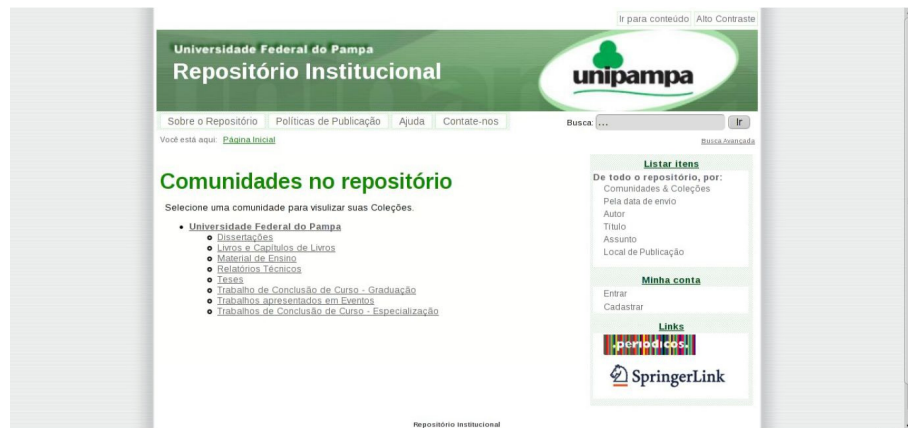 Ir para conteúdo Alto Contraste
Universidade Federal do Pampa
Repositório Institucional
unipampa
Sobre o Repositório Políticas de Publicação Ajuda Contate-nos
Busca: ... Ir
Você está aqui: Página Inicial
Busca Avançada
Comunidades no repositório
Selecione uma comunidade para visulizar suas Coleções.
Universidade Federal do Pampa
Dissertações
Livros e Capítulos de Livros
Material de Ensino
Relatórios Técnicos
Teses
Trabalho de Conclusão de Curso - Graduação
Trabalhos apresentados em Eventos
Trabalhos de Conclusão de Curso - Especialização
Listar itens
De todo o repositório, por:
Comunidades & Coleções
Pela data de envio
Autor
Título
Assunto
Local de Publicação
Minha conta
Entrar
Cadastrar
Links
.periodicos.
SpringerLink
Repositório Institucional